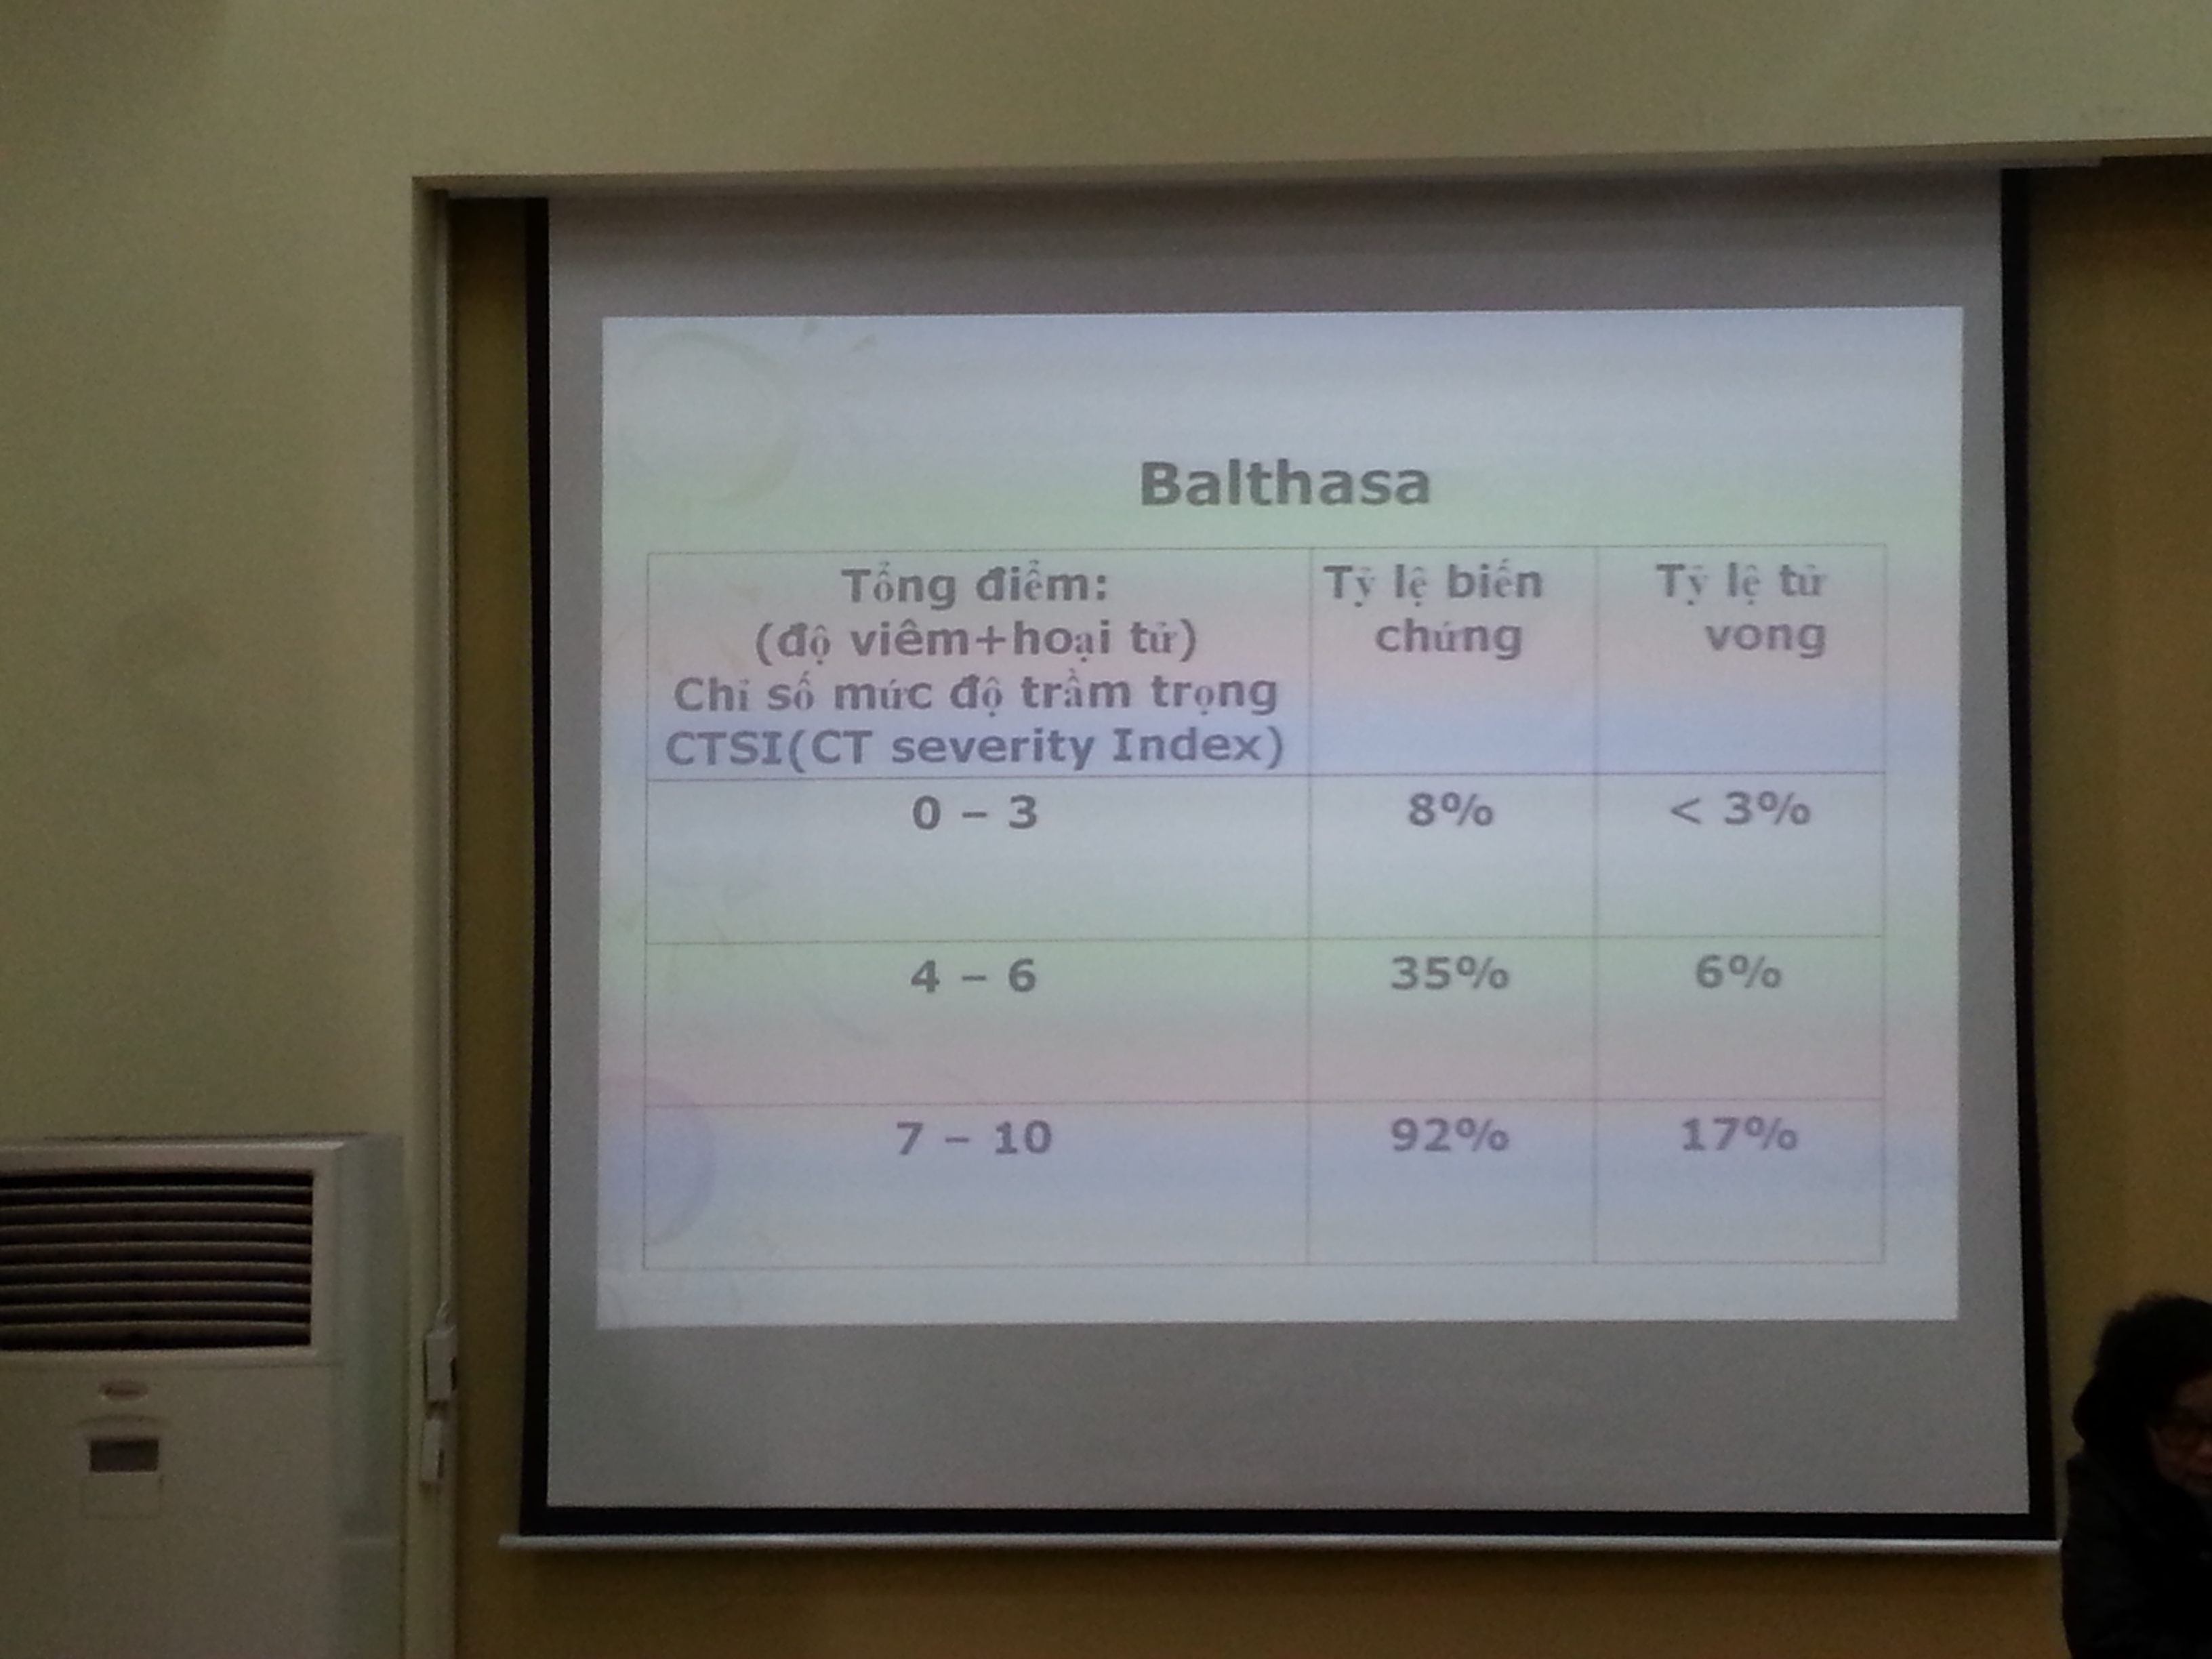 Balthasa
Tổng điểm:
(độ viêm+hoại tử)
Chỉ số mức độ trầm trọng
CTSI(CT severity Index)
Tỷ lệ biến
chứng
Tỷ lệ tử
vong
0 – 3
8%
< 3%
4 – 6
35%
6%
7 – 10
92%
17%